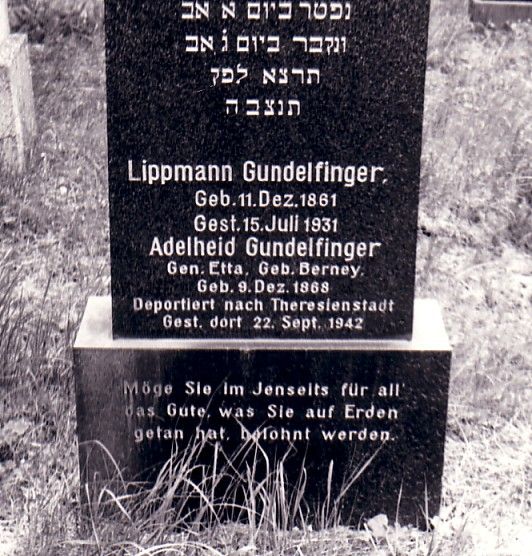 נפטר ביום א אב
ונקבר ביום ג אב
תרצא לפק
תנצבה
Lippmann Gundelfinger,
Geb. 11. Dez. 1861
Gest. 15. Juli 1931
Adelheid Gundelfinger
Gen. Etta, Geb. Berney.
Geb. 9. Dez. 1868
Deportiert nach Theresienstadt
Gest. dort 22. Sept. 1942
Möge Sie im Jenseits für all'
das Gute, was Sie auf Erden
getan hat, belohnt werden.